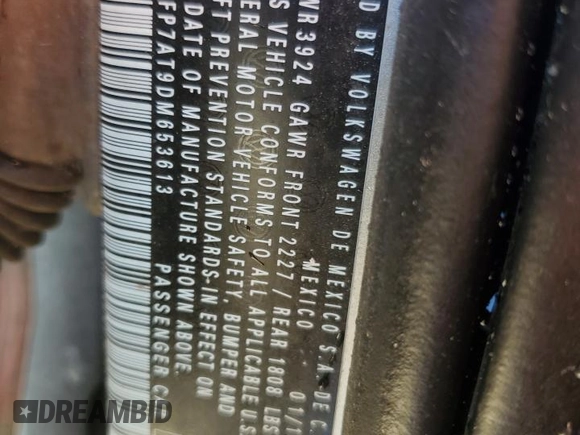 D BY VOLKSWAGEN DE MEXICO S.A. DE C.
MEXICO 01/1
WR 3924 GAWR FRONT 2227 / REAR 1808 LBS
S VEHICLE CONFORMS TO ALL APPLICABLE U.S
ERAL MOTOR VEHICLE SAFETY, BUMPER AND
FT PREVENTION STANDARDS IN EFFECT ON
DATE OF MANUFACTURE SHOWN ABOVE.
FP7AT9DM653613 PASSENGER C
DREAMBID